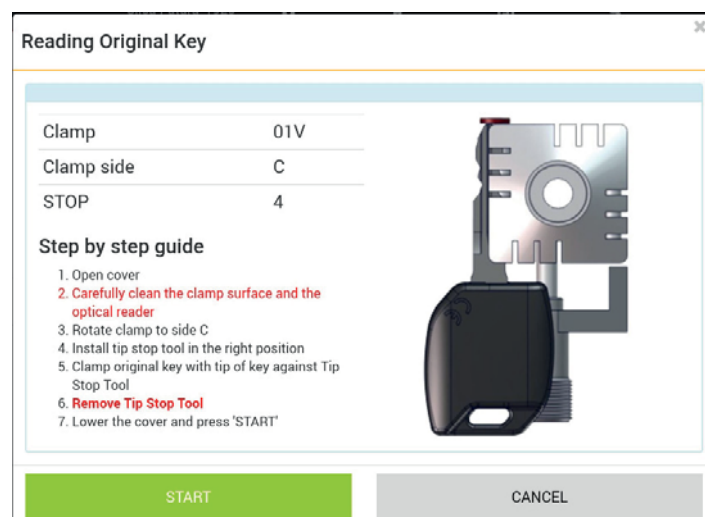 Reading Original Key
Clamp 01V
Clamp side C
STOP 4
Step by step guide
1. Open cover
2. Carefully clean the clamp surface and the
optical reader
3. Rotate clamp to side C
4. Install tip stop tool in the right position
5. Clamp original key with tip of key against Tip
Stop Tool
6. Remove Tip Stop Tool
7. Lower the cover and press 'START'
START
CANCEL